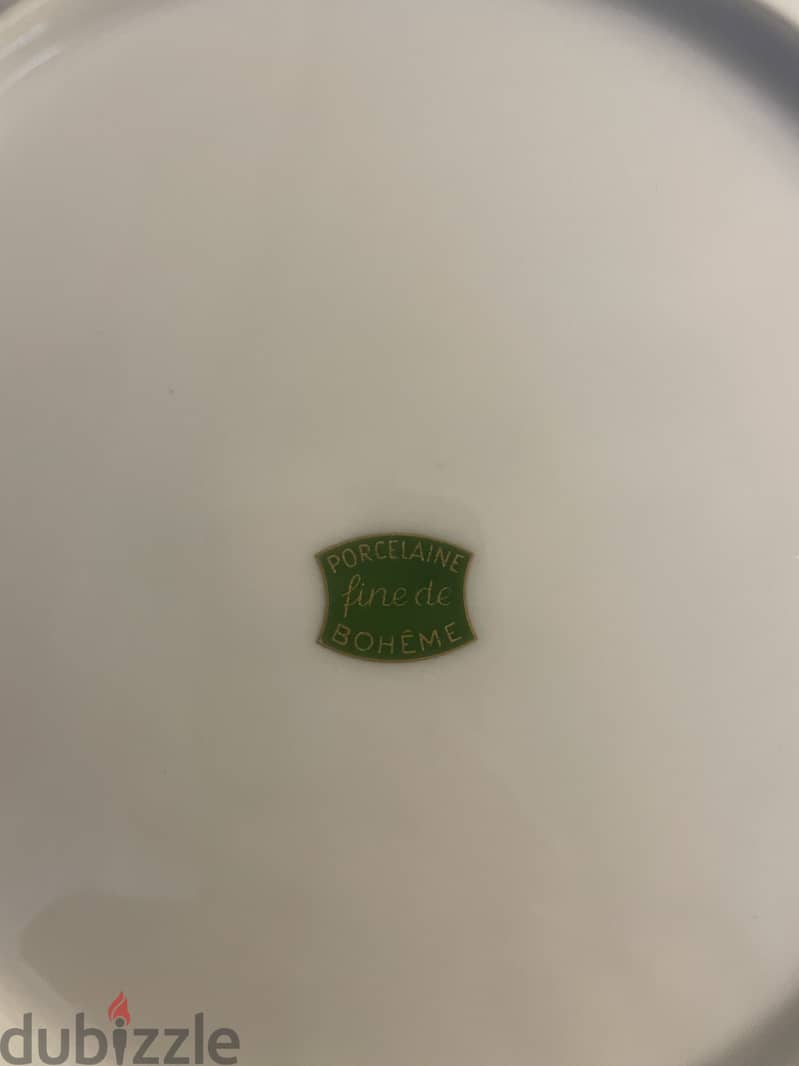 PORCELAINE
fine de
BOHÊME
dubizzle